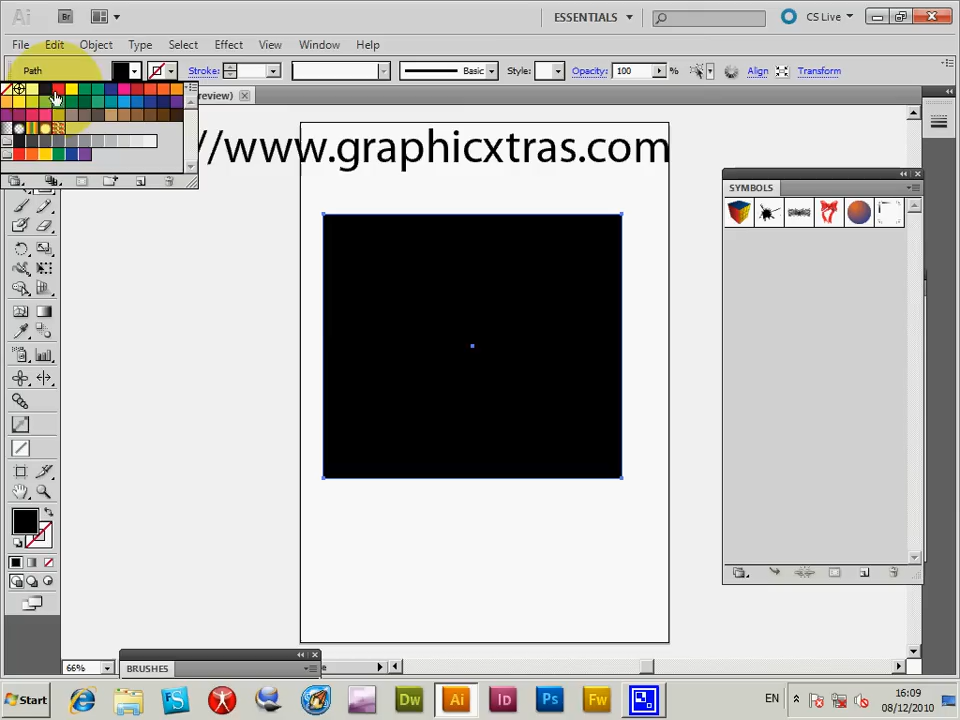 Ai Br ESSENTIALS CS Live
File Edit Object Type Select Effect View Window Help
Path Stroke: Basic Style: Opacity: 100 % Align Transform
review)
//www.graphicxtras.com
SYMBOLS
66%
BRUSHES
Start Dw Ai Id Ps Fw EN 16:09
08/12/2010